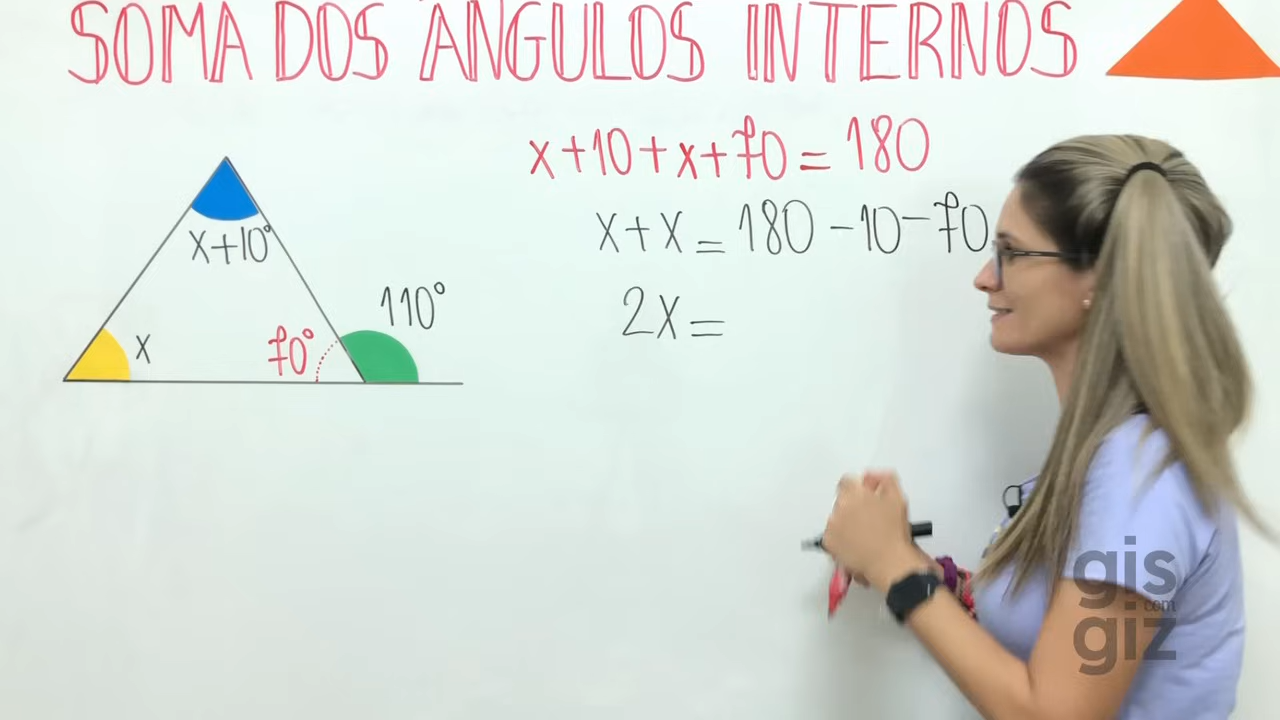 SOMA DOS ÂNGULOS INTERNOS
x+10+x+70=180
x+x=180-10-70
2x=
x+10°
110°
x
70°
gis
com
giz